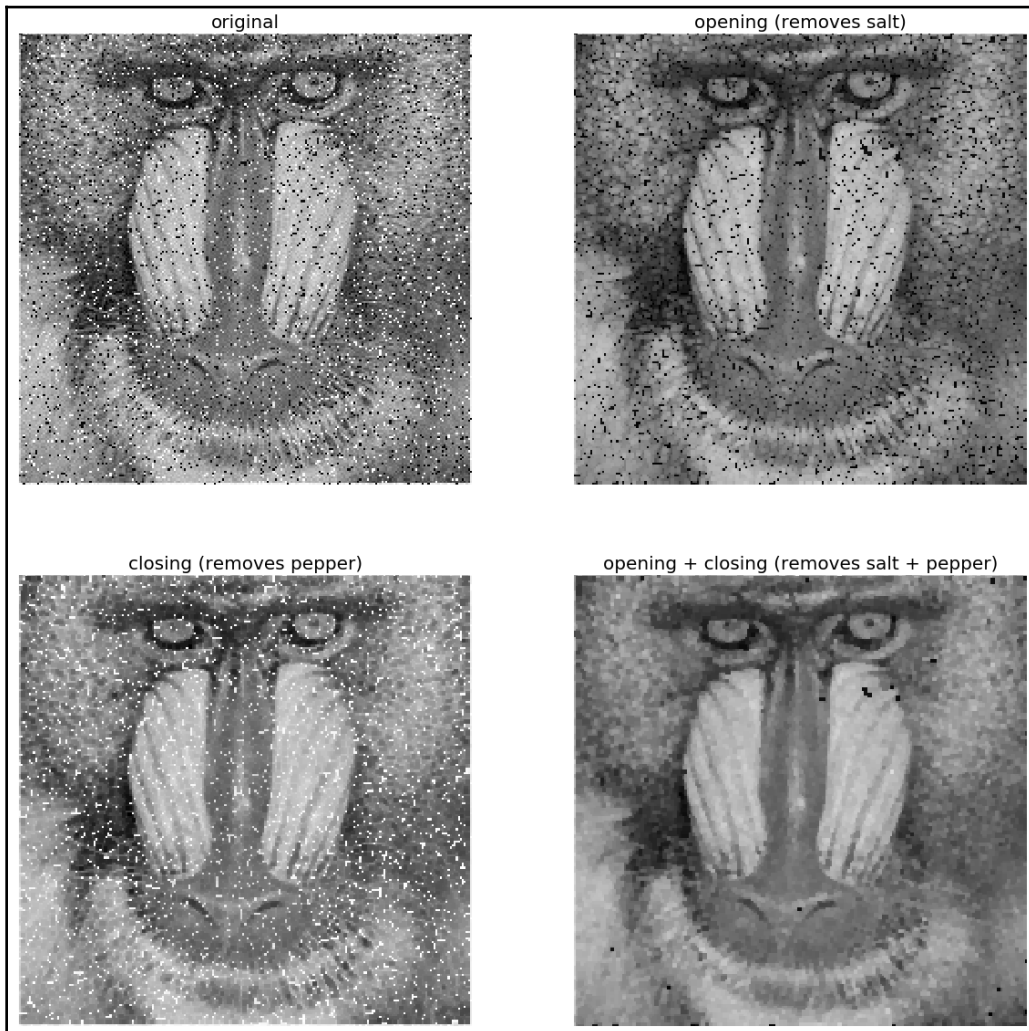 original
opening (removes salt)
closing (removes pepper)
opening + closing (removes salt + pepper)